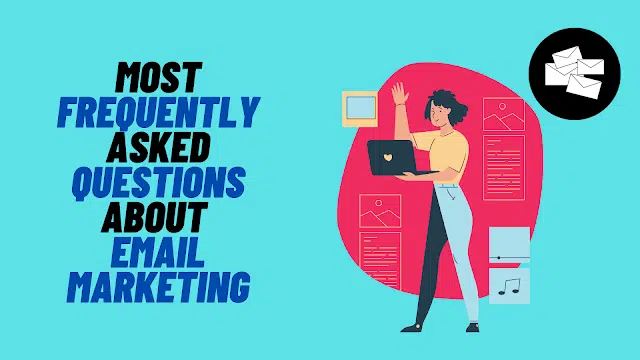 MOST
FREQUENTLY
ASKED
QUESTIONS
ABOUT
EMAIL
MARKETING